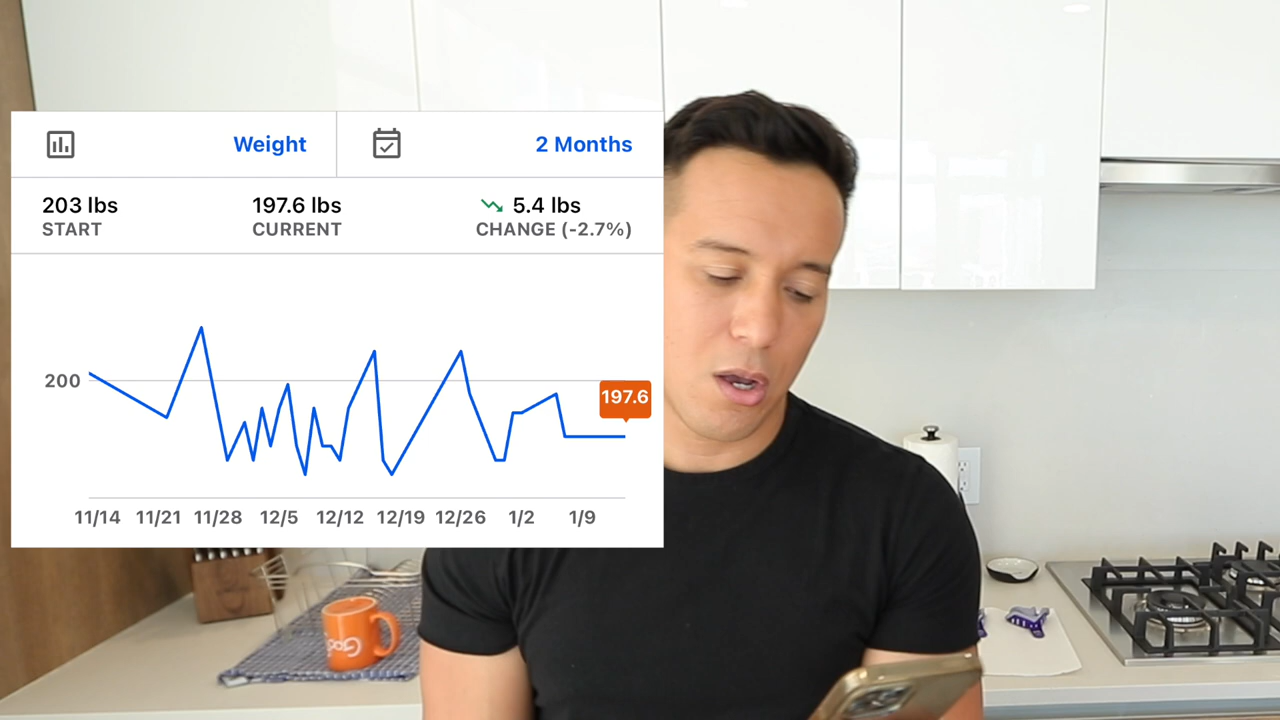 Weight
2 Months
203 lbs
START
197.6 lbs
CURRENT
5.4 lbs
CHANGE (-2.7%)
200
197.6
11/14 11/21 11/28 12/5 12/12 12/19 12/26 1/2 1/9